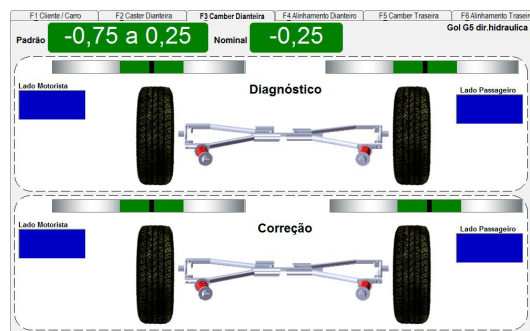 F1 Cliente / Carro
F2 Caster Dianteira
F3 Camber Dianteira
F4 Alinhamento Dianteiro
F5 Camber Traseira
F6 Alinhamento Traseiro
Padrão
-0,75 a 0,25
Nominal
-0,25
Gol G5 dir.hidraulica
Lado Motorista
Diagnóstico
Lado Passageiro
Lado Motorista
Correção
Lado Passageiro